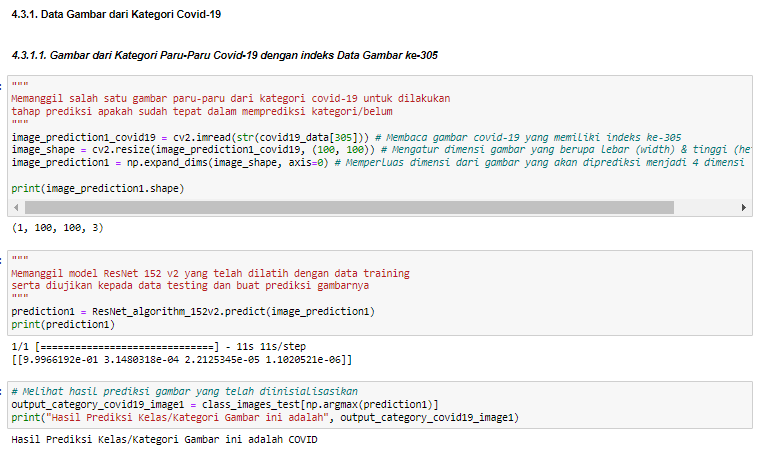 4.3.1. Data Gambar dari Kategori Covid-19
4.3.1.1. Gambar dari Kategori Paru-Paru Covid-19 dengan indeks Data Gambar ke-305
"""
Memanggil salah satu gambar paru-paru dari kategori covid-19 untuk dilakukan
tahap prediksi apakah sudah tepat dalam memprediksi kategori/belum
"""
image_prediction1_covid19 = cv2.imread(str(covid19_data[305])) # Membaca gambar covid-19 yang memiliki indeks ke-305
image_shape = cv2.resize(image_prediction1_covid19, (100, 100)) # Mengatur dimensi gambar yang berupa lebar (width) & tinggi (he
image_prediction1 = np.expand_dims(image_shape, axis=0) # Memperluas dimensi dari gambar yang akan diprediksi menjadi 4 dimensi
print(image_prediction1.shape)
(1, 100, 100, 3)
"""
Memanggil model ResNet 152 v2 yang telah dilatih dengan data training
serta diujikan kepada data testing dan buat prediksi gambarnya
"""
prediction1 = ResNet_algorithm_152v2.predict(image_prediction1)
print(prediction1)
1/1 [==============================] - 11s 11s/step
[[9.9966192e-01 3.1480318e-04 2.2125345e-05 1.1020521e-06]]
# Melihat hasil prediksi gambar yang telah diinisialisasikan
output_category_covid19_image1 = class_images_test[np.argmax(prediction1)]
print("Hasil Prediksi Kelas/Kategori Gambar ini adalah", output_category_covid19_image1)
Hasil Prediksi Kelas/Kategori Gambar ini adalah COVID